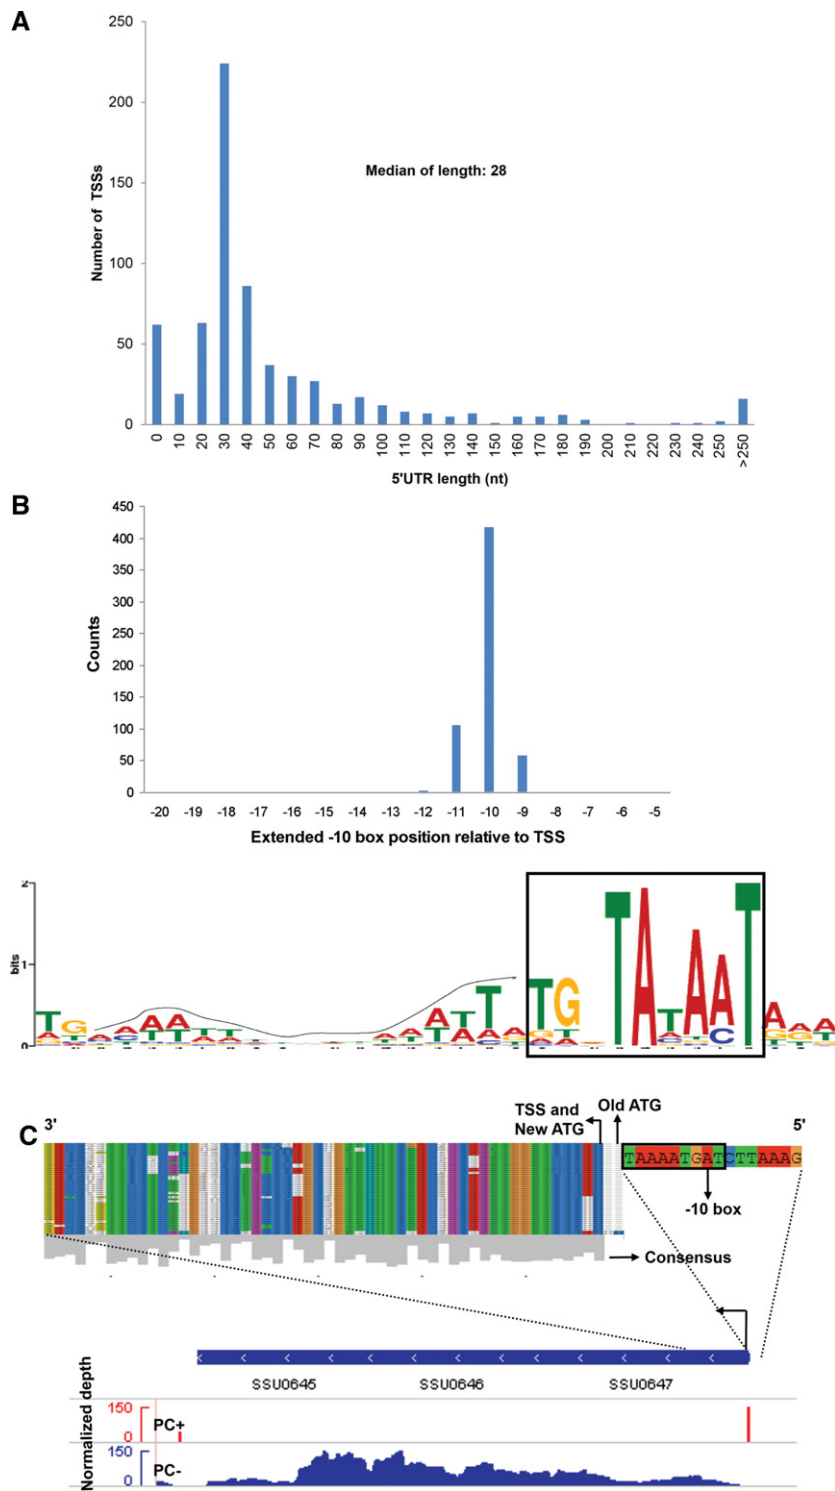 A
250
200
150
100
50
0
Number of TSSs
Median of length: 28
0 10 20 30 40 50 60 70 80 90 100 110 120 130 140 150 160 170 180 190 200 210 220 230 240 250 >250
5'UTR length (nt)
B
450
400
350
300
250
200
150
100
50
0
Counts
-20 -19 -18 -17 -16 -15 -14 -13 -12 -11 -10 -9 -8 -7 -6 -5
Extended -10 box position relative to TSS
2
1
0
bits
TG
TATAAT
C
3'
TSS and
New ATG
Old ATG
5'
TAAAATGATCTTAAAG
-10 box
Consensus
SSU0645 SSU0646 SSU0647
Normalized depth
150
0
PC+
150
0
PC-